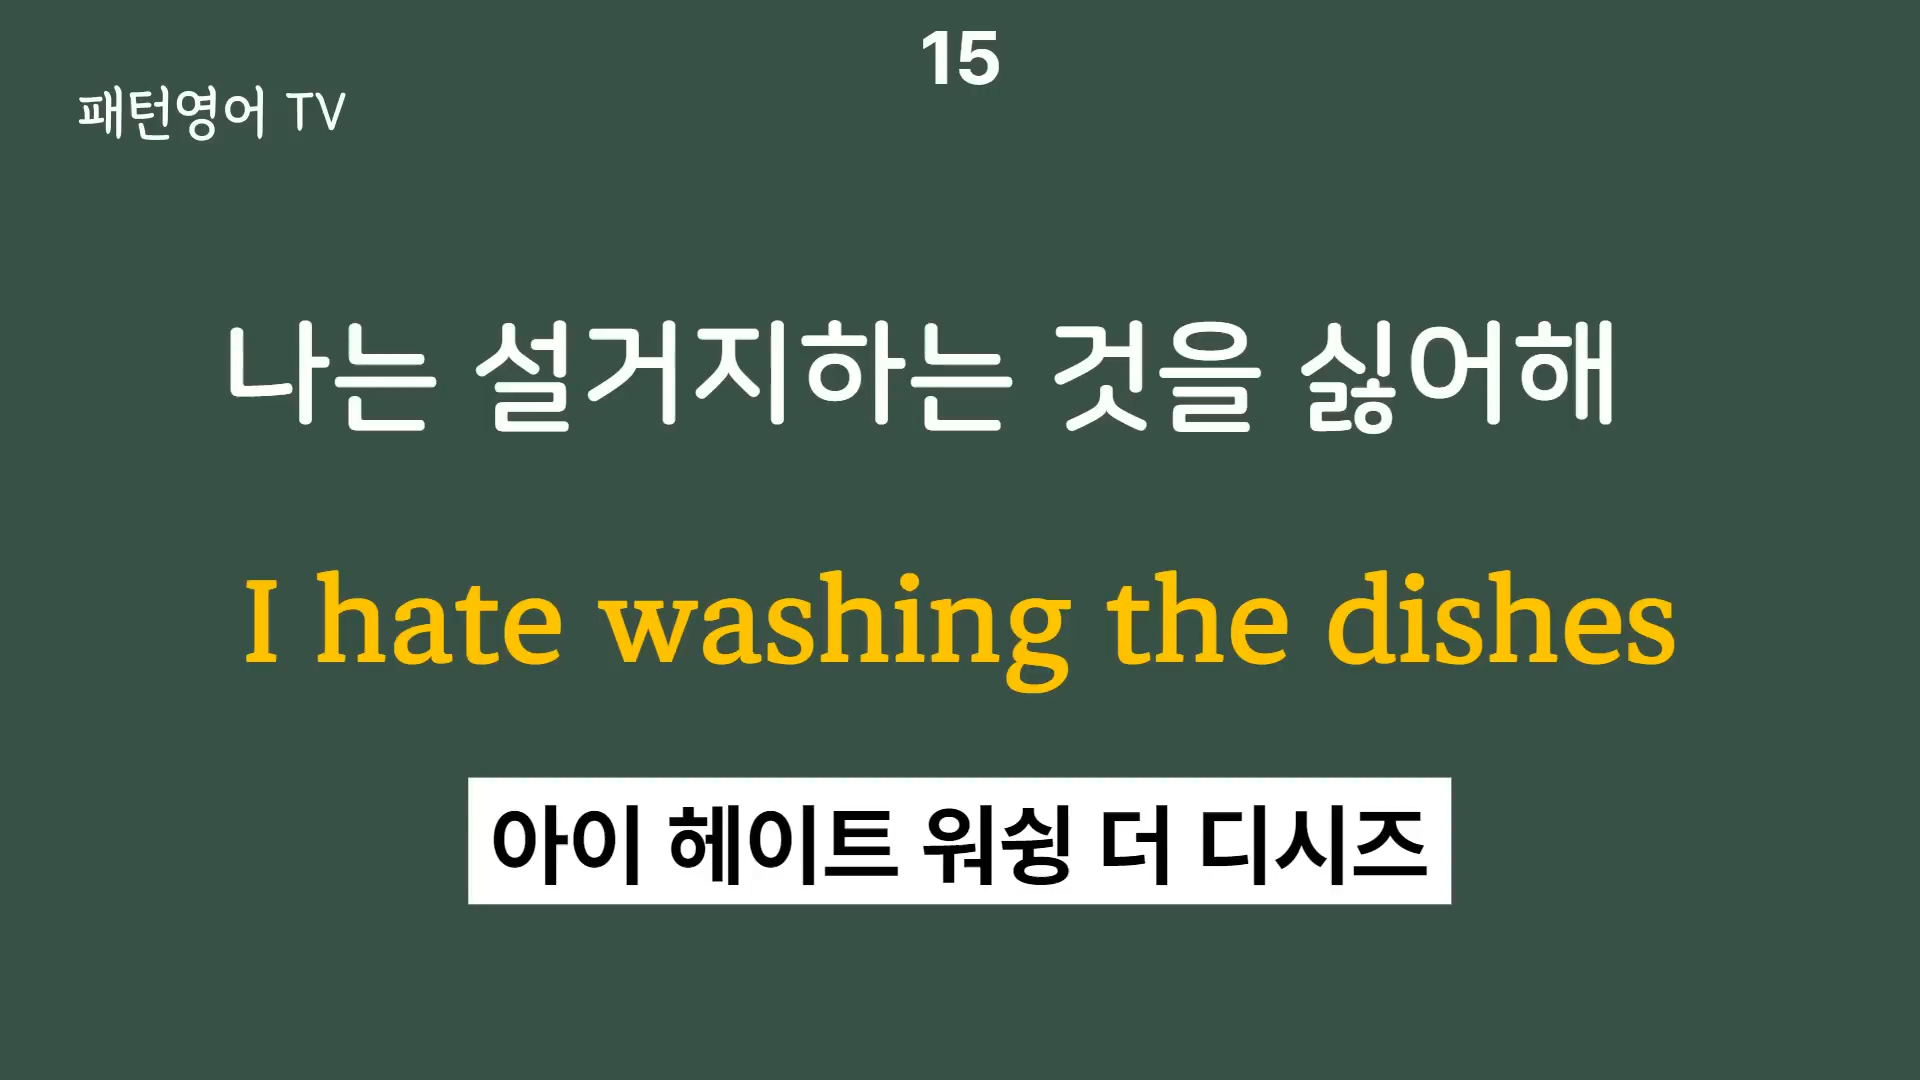 15
패턴영어 TV
나는 설거지하는 것을 싫어해
I hate washing the dishes
아이 헤이트 워슁 더 디시즈